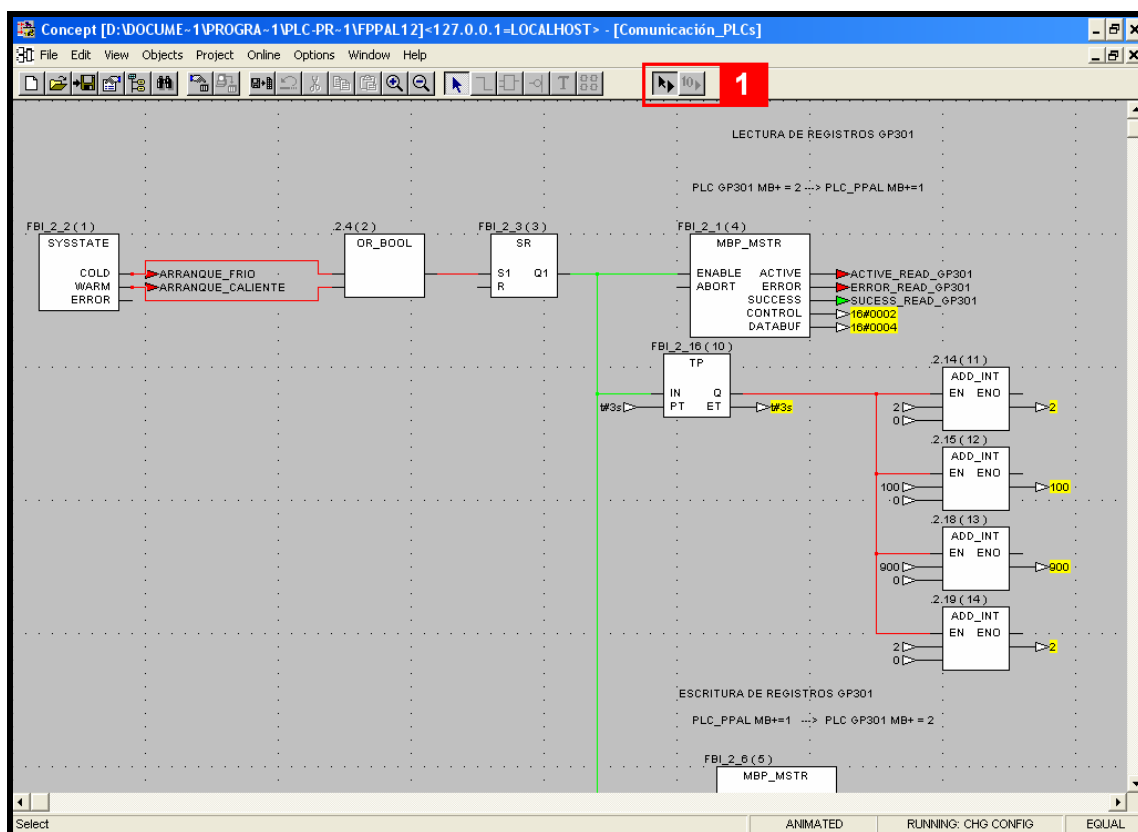 Concept [D:\DOCUME~1\PROGRA~1\PLC-PR~1\FPPAL12]<127.0.0.1=LOCALHOST> - [Comunicación_PLCs]
File Edit View Objects Project Online Options Window Help
T 10 1
LECTURA DE REGISTROS GP301
PLC GP301 MB+ = 2 ---> PLC_PPAL MB+=1
FBI_2_2 (1) .2.4 (2) FBI_2_3 (3) FBI_2_1 (4)
SYSSTATE OR_BOOL SR MBP_MSTR
COLD ARRANQUE_FRIO S1 Q1 ENABLE ACTIVE ACTIVE_READ_GP301
WARM ARRANQUE_CALIENTE R ABORT ERROR ERROR_READ_GP301
ERROR SUCCESS SUCESS_READ_GP301
CONTROL 16#0002
DATABUF 16#0004
FBI_2_16 (10)
TP
IN Q
t#3s PT ET t#3s
.2.14 (11)
ADD_INT
EN ENO
2 2
0
.2.15 (12)
ADD_INT
EN ENO
100 100
0
.2.18 (13)
ADD_INT
EN ENO
900 900
0
.2.19 (14)
ADD_INT
EN ENO
2 2
0
ESCRITURA DE REGISTROS GP301
PLC_PPAL MB+=1 ---> PLC GP301 MB+ = 2
FBI_2_6 (5)
MBP_MSTR
Select ANIMATED RUNNING: CHG CONFIG EQUAL